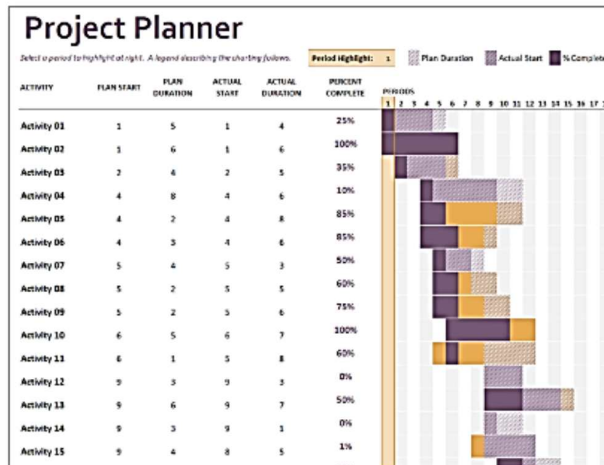 Project Planner
Select a period to highlight at right. A legend describing the charting follows.
Period Highlight: 1
Plan Duration
Actual Start
% Complete
ACTIVITY PLAN START PLAN DURATION ACTUAL START ACTUAL DURATION PERCENT COMPLETE PERIODS
1 2 3 4 5 6 7 8 9 10 11 12 13 14 15 16 17
Activity 01 1 5 1 4 25%
Activity 02 1 6 1 6 100%
Activity 03 2 4 2 5 35%
Activity 04 4 8 4 6 10%
Activity 05 4 2 4 8 85%
Activity 06 4 3 4 6 85%
Activity 07 5 4 5 3 50%
Activity 08 5 2 5 5 60%
Activity 09 5 2 5 6 75%
Activity 10 6 5 6 7 100%
Activity 11 6 1 5 8 60%
Activity 12 9 3 9 3 0%
Activity 13 9 6 9 7 50%
Activity 14 9 3 9 1 0%
Activity 15 9 4 8 5 1%